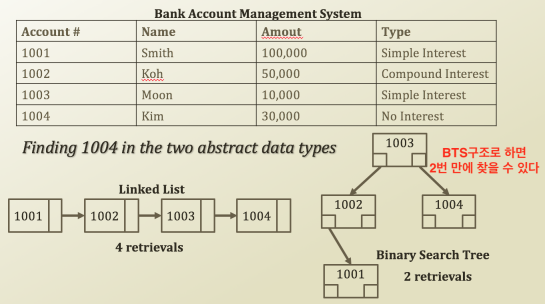 Bank Account Management System
Account # Name Amout Type
1001 Smith 100,000 Simple Interest
1002 Koh 50,000 Compound Interest
1003 Moon 10,000 Simple Interest
1004 Kim 30,000 No Interest
Finding 1004 in the two abstract data types
1003
BTS구조로 하면
2번 만에 찾을 수 있다
Linked List
1001 1002 1003 1004
4 retrievals
1002 1004
Binary Search Tree
1001
2 retrievals